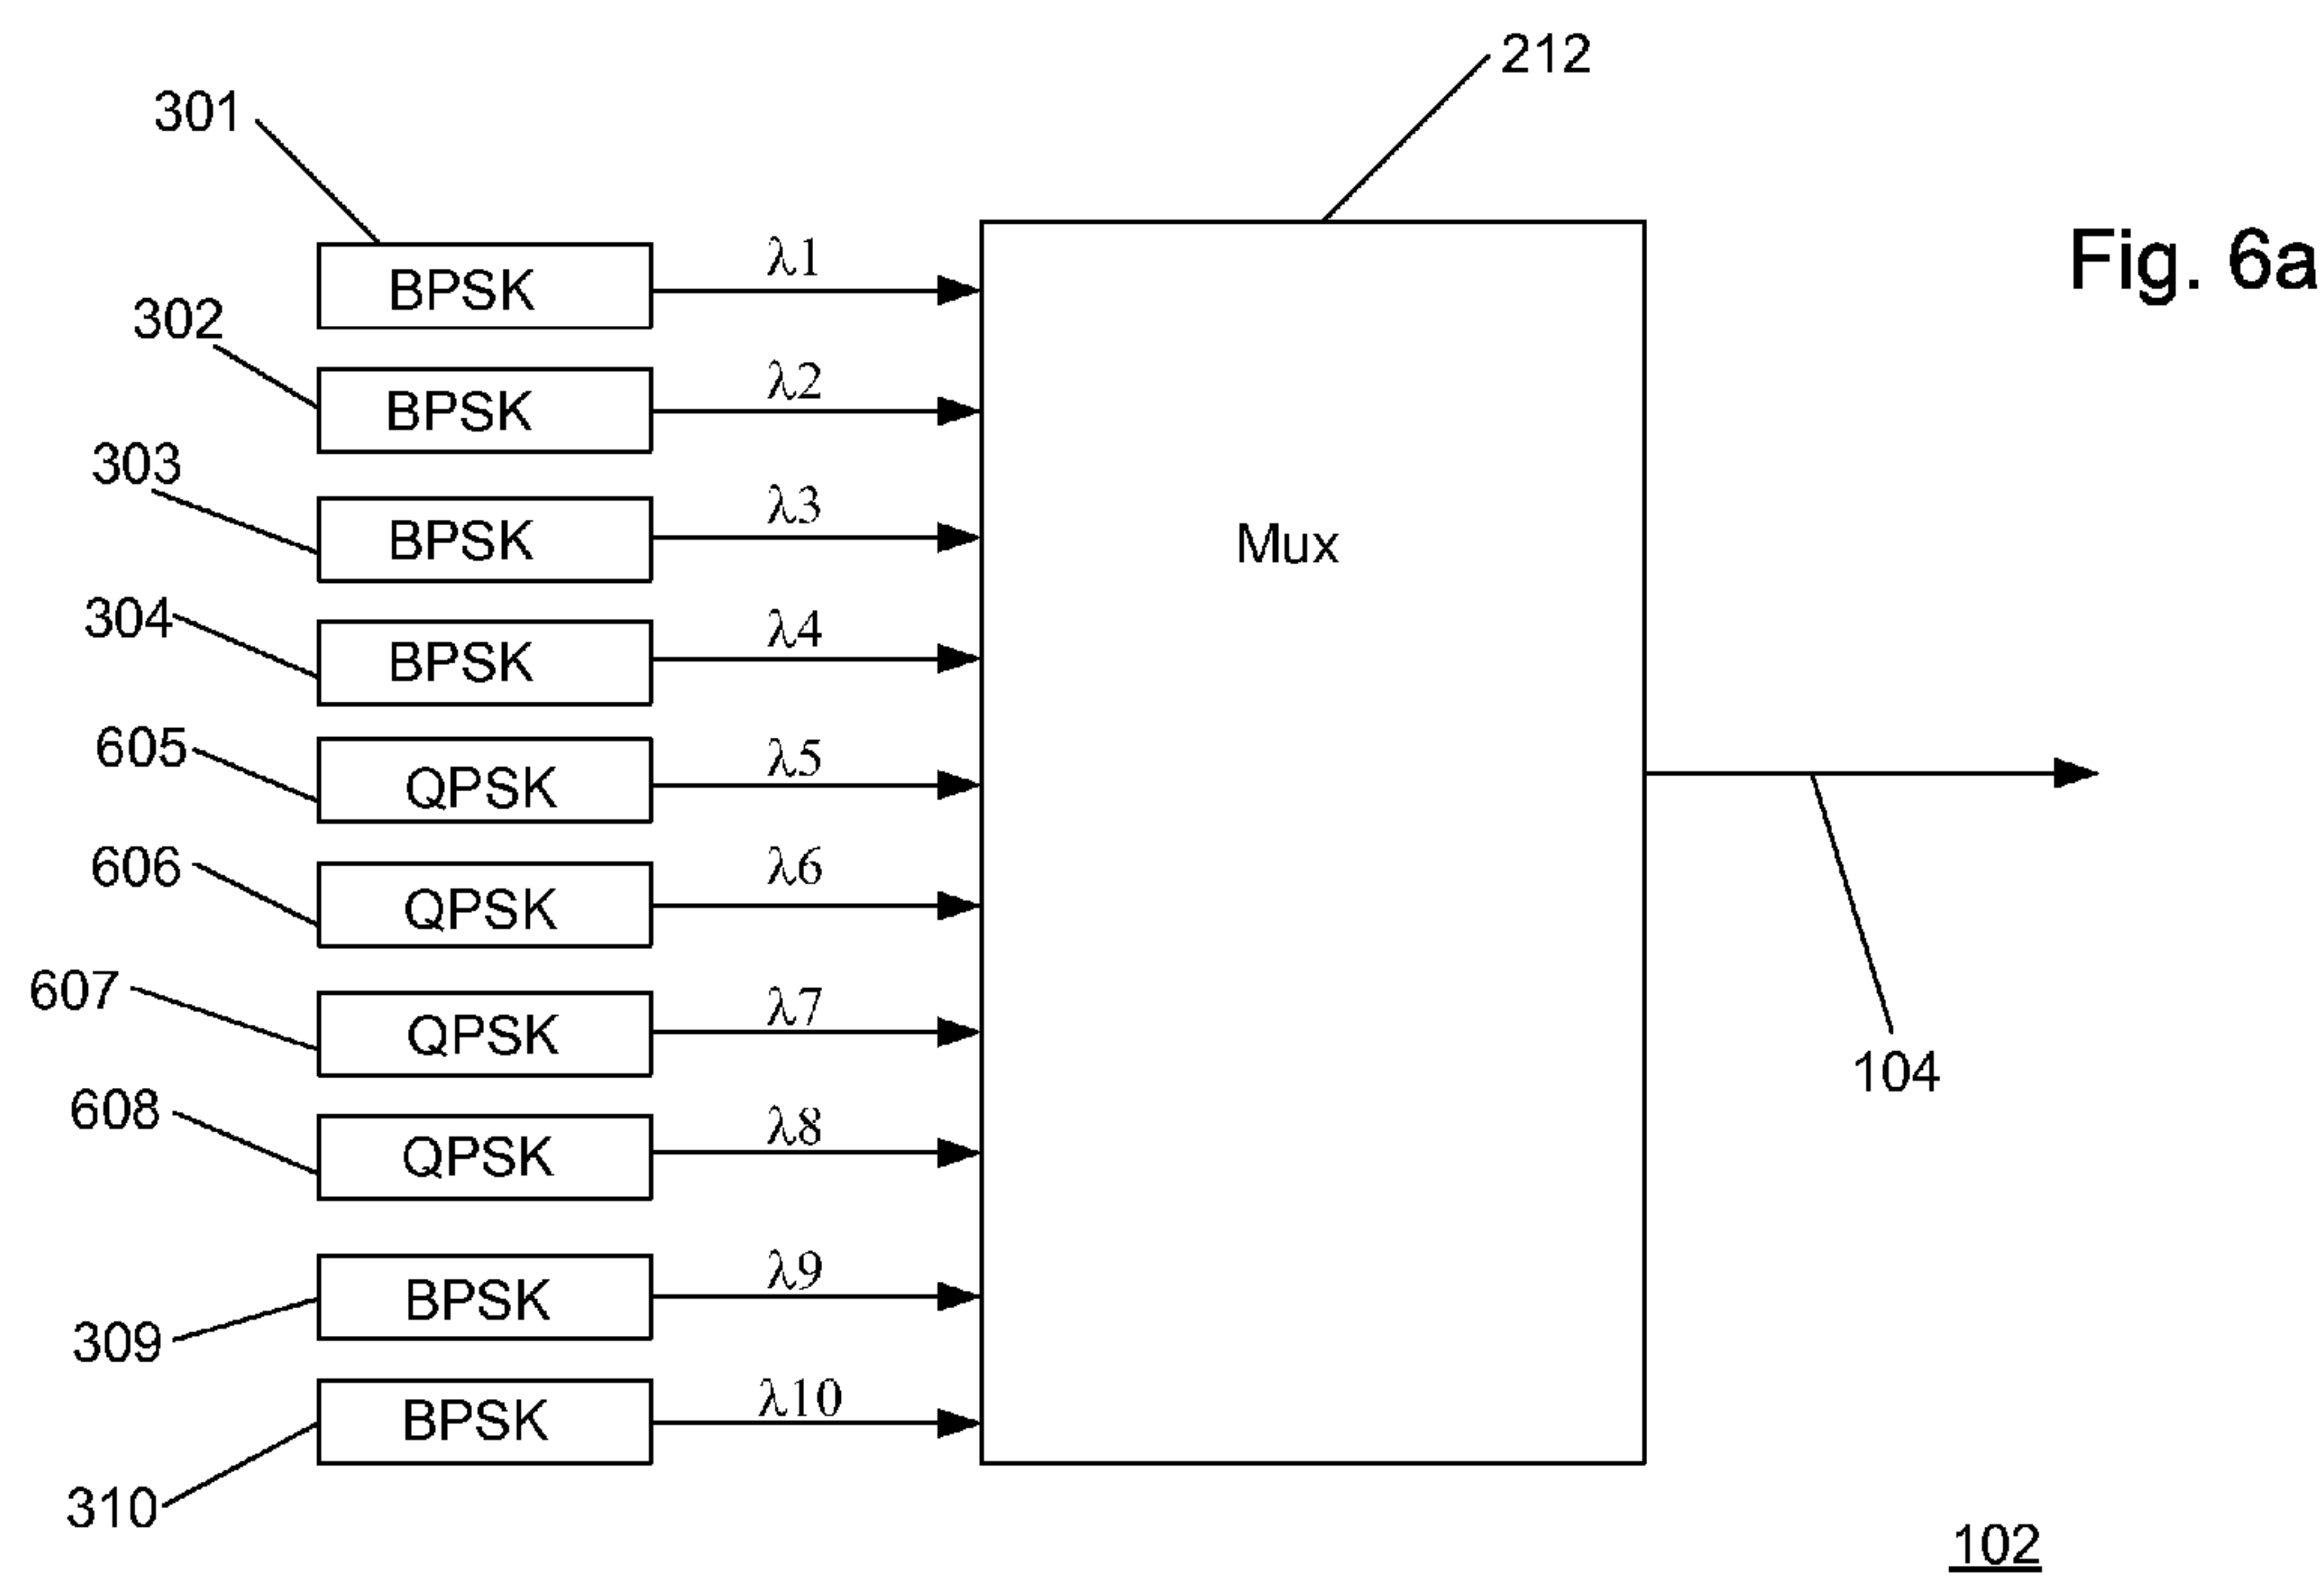 212
301
Fig. 6a
BPSK
λ1
302
BPSK
λ2
303
BPSK
λ3
Mux
304
BPSK
λ4
605
QPSK
λ5
606
QPSK
λ6
607
QPSK
λ7
104
608
QPSK
λ8
309
BPSK
λ9
310
BPSK
λ10
102